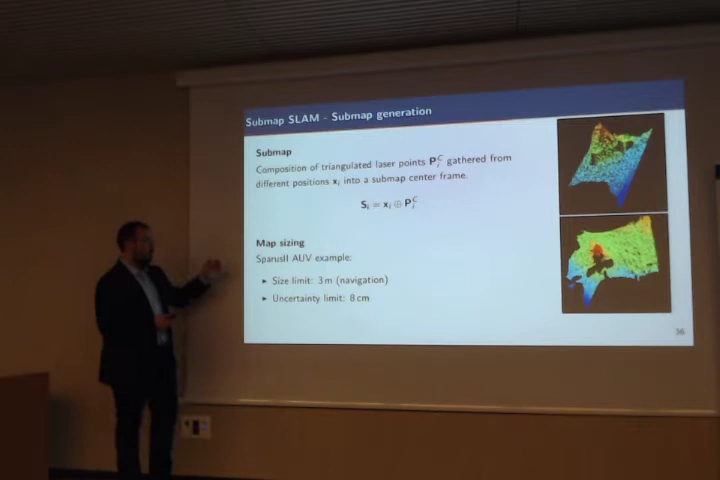 Submap SLAM - Submap generation
Submap
Composition of triangulated laser points P_i^C gathered from
different positions x_i into a submap center frame.
S_i = x_i ⊕ P_i^C
Map sizing
SparusII AUV example:
► Size limit: 3 m (navigation)
► Uncertainty limit: 8 cm
36